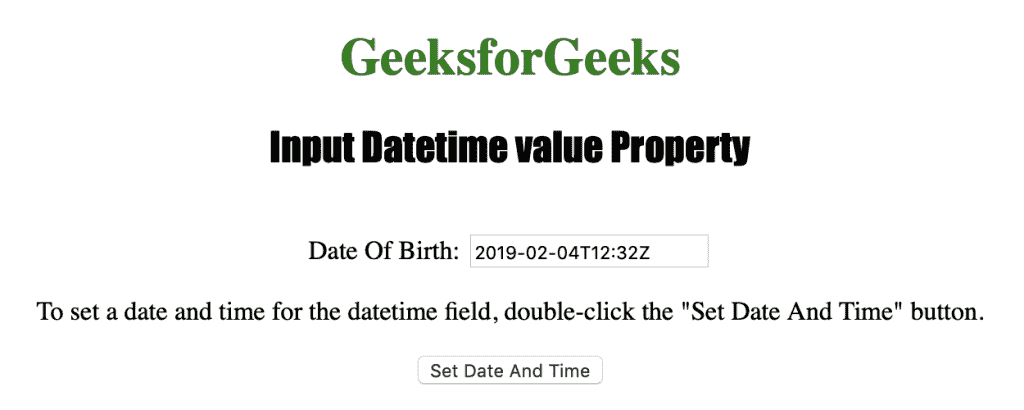 GeeksforGeeks
Input Datetime value Property
Date Of Birth: 2019-02-04T12:32Z
To set a date and time for the datetime field, double-click the "Set Date And Time" button.
Set Date And Time